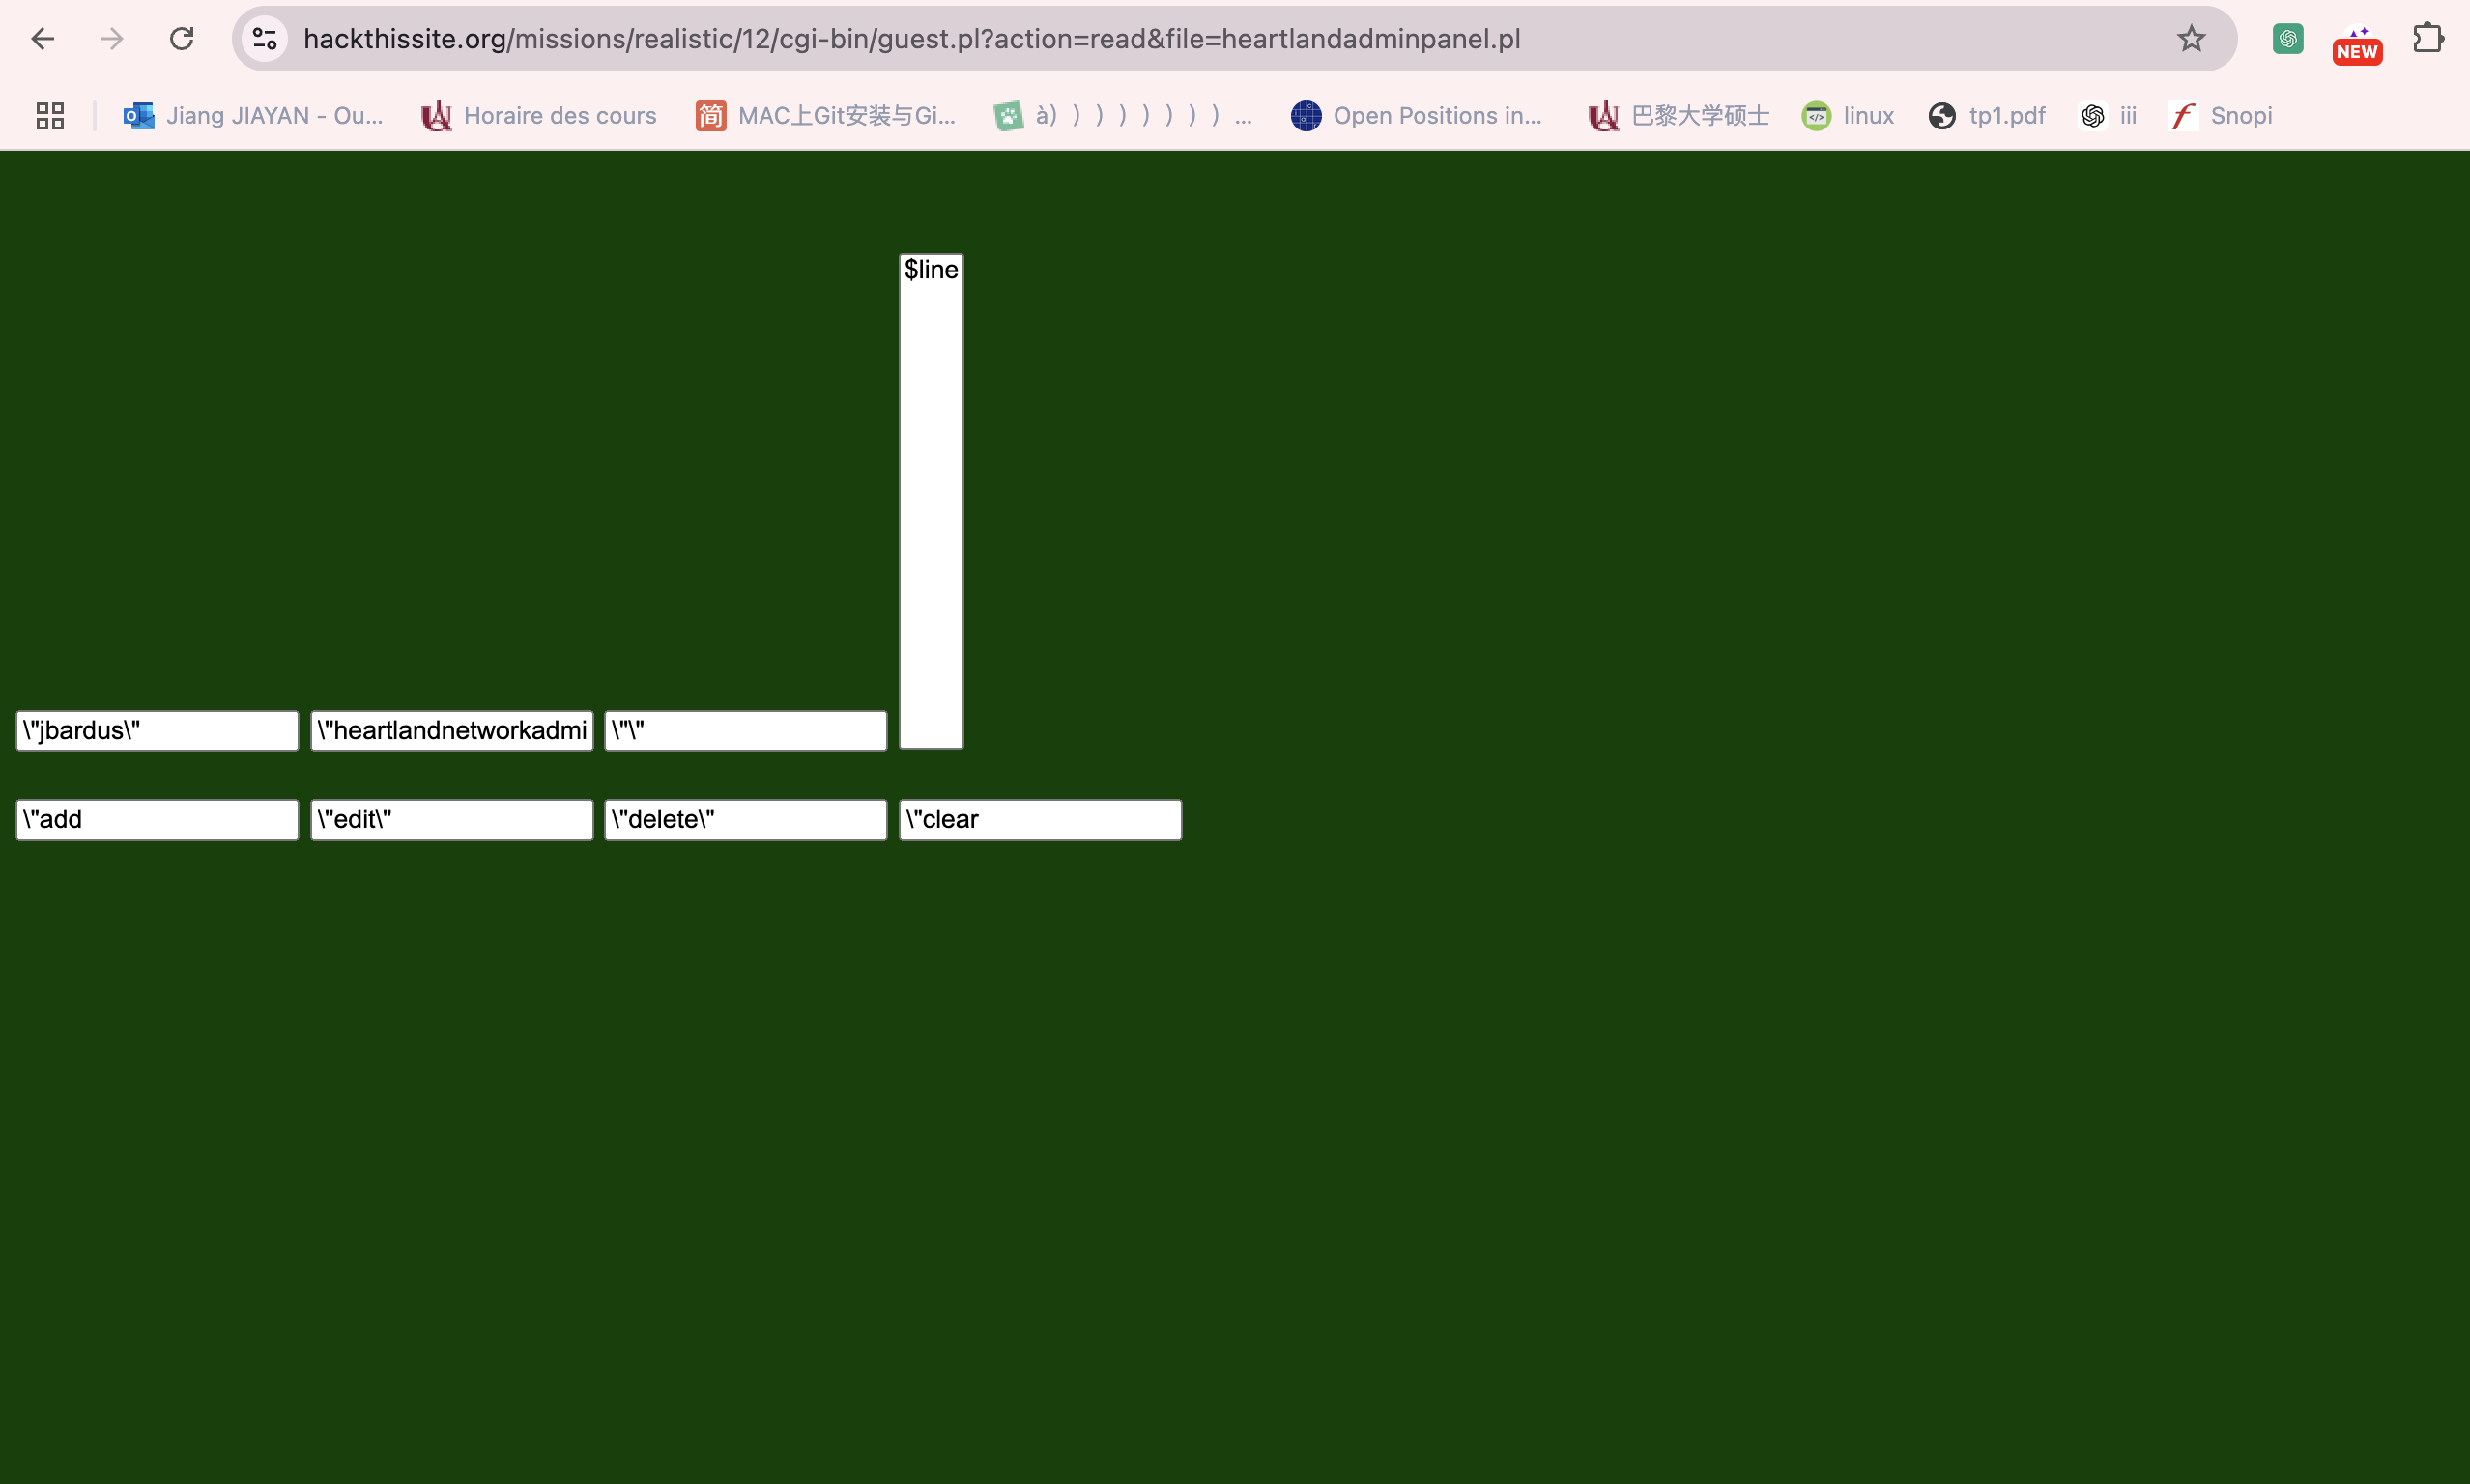 hackthissite.org/missions/realistic/12/cgi-bin/guest.pl?action=read&file=heartlandadminpanel.pl
NEW
Jiang JIAYAN - Ou...
Horaire des cours
MAC上Git安装与Gi...
à））））））））...
Open Positions in...
巴黎大学硕士
linux
tp1.pdf
iii
Snopi
$line
\"jbardus\"
\"heartlandnetworkadmi
\"\"
\"add
\"edit\"
\"delete\"
\"clear